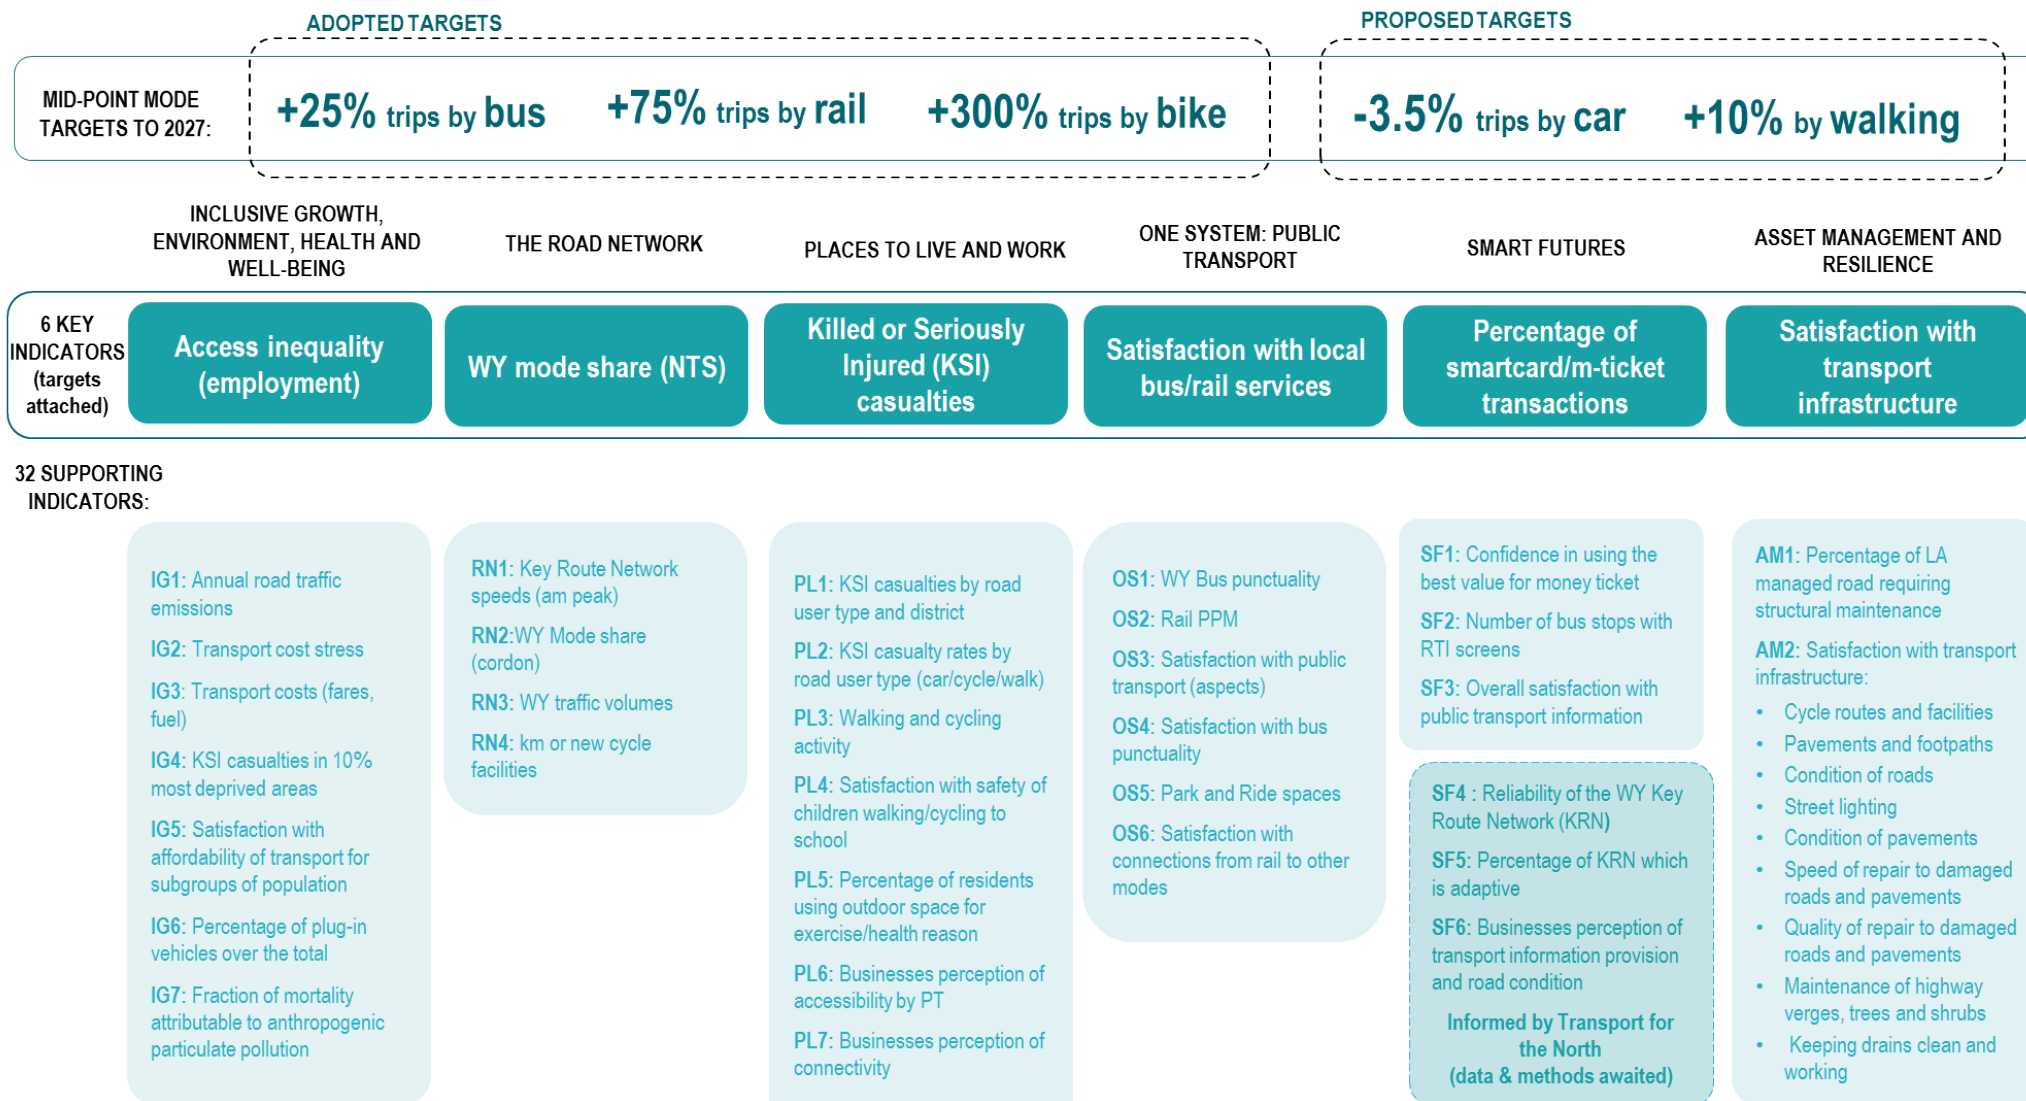 ADOPTED TARGETS
PROPOSED TARGETS
MID-POINT MODE
TARGETS TO 2027:
+25% trips by bus
+75% trips by rail
+300% trips by bike
-3.5% trips by car
+10% by walking
INCLUSIVE GROWTH,
ENVIRONMENT, HEALTH AND
WELL-BEING
THE ROAD NETWORK
PLACES TO LIVE AND WORK
ONE SYSTEM: PUBLIC
TRANSPORT
SMART FUTURES
ASSET MANAGEMENT AND
RESILIENCE
6 KEY
INDICATORS
(targets
attached)
Access inequality
(employment)
WY mode share (NTS)
Killed or Seriously
Injured (KSI)
casualties
Satisfaction with local
bus/rail services
Percentage of
smartcard/m-ticket
transactions
Satisfaction with
transport
infrastructure
32 SUPPORTING
INDICATORS:
IG1: Annual road traffic
emissions
IG2: Transport cost stress
IG3: Transport costs (fares,
fuel)
IG4: KSI casualties in 10%
most deprived areas
IG5: Satisfaction with
affordability of transport for
subgroups of population
IG6: Percentage of plug-in
vehicles over the total
IG7: Fraction of mortality
attributable to anthropogenic
particulate pollution
RN1: Key Route Network
speeds (am peak)
RN2:WY Mode share
(cordon)
RN3: WY traffic volumes
RN4: km or new cycle
facilities
PL1: KSI casualties by road
user type and district
PL2: KSI casualty rates by
road user type (car/cycle/walk)
PL3: Walking and cycling
activity
PL4: Satisfaction with safety of
children walking/cycling to
school
PL5: Percentage of residents
using outdoor space for
exercise/health reason
PL6: Businesses perception of
accessibility by PT
PL7: Businesses perception of
connectivity
OS1: WY Bus punctuality
OS2: Rail PPM
OS3: Satisfaction with public
transport (aspects)
OS4: Satisfaction with bus
punctuality
OS5: Park and Ride spaces
OS6: Satisfaction with
connections from rail to other
modes
SF1: Confidence in using the
best value for money ticket
SF2: Number of bus stops with
RTI screens
SF3: Overall satisfaction with
public transport information
SF4 : Reliability of the WY Key
Route Network (KRN)
SF5: Percentage of KRN which
is adaptive
SF6: Businesses perception of
transport information provision
and road condition
Informed by Transport for
the North
(data & methods awaited)
AM1: Percentage of LA
managed road requiring
structural maintenance
AM2: Satisfaction with transport
infrastructure:
• Cycle routes and facilities
• Pavements and footpaths
• Condition of roads
• Street lighting
• Condition of pavements
• Speed of repair to damaged
roads and pavements
• Quality of repair to damaged
roads and pavements
• Maintenance of highway
verges, trees and shrubs
• Keeping drains clean and
working